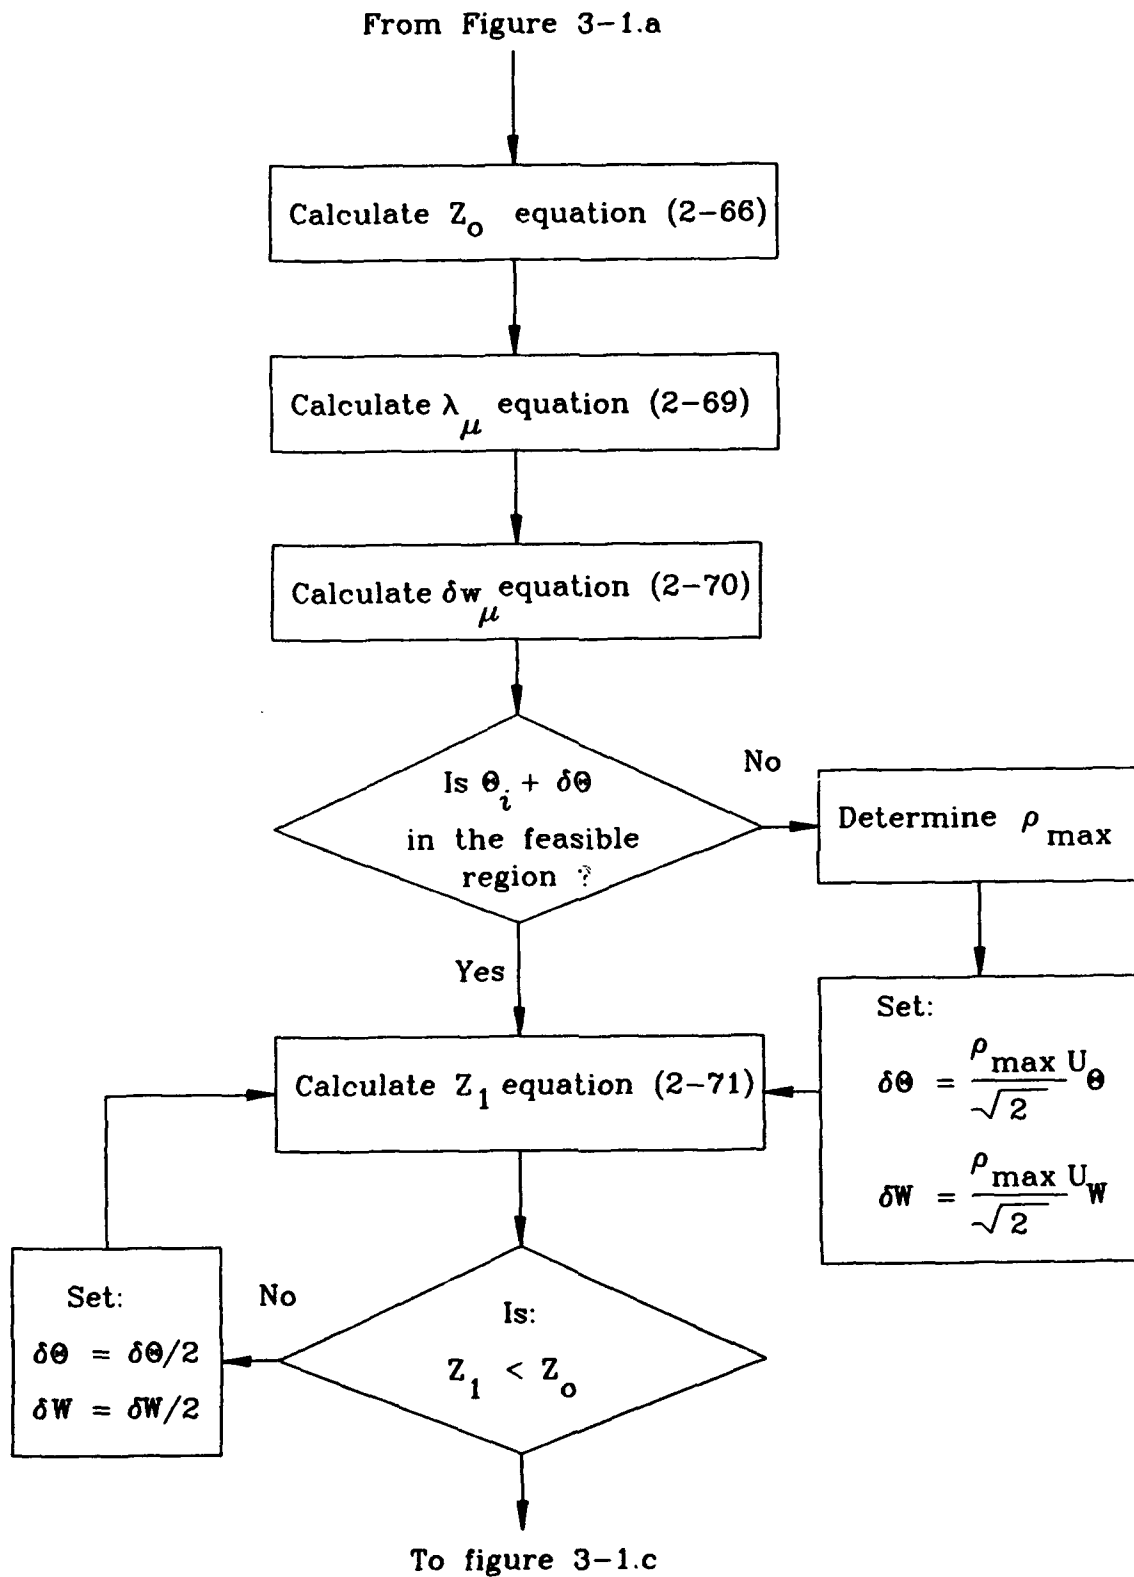 From Figure 3-1.a
Calculate Z_o equation (2-66)
Calculate λ_μ equation (2-69)
Calculate δw_μ equation (2-70)
Is Θ_i + δΘ
in the feasible
region ?
No
Determine ρ_max
Yes
Set:
δΘ = ρ_max/√2 U_Θ
δW = ρ_max/√2 U_W
Calculate Z_1 equation (2-71)
Is:
Z_1 < Z_o
No
Set:
δΘ = δΘ/2
δW = δW/2
To figure 3-1.c